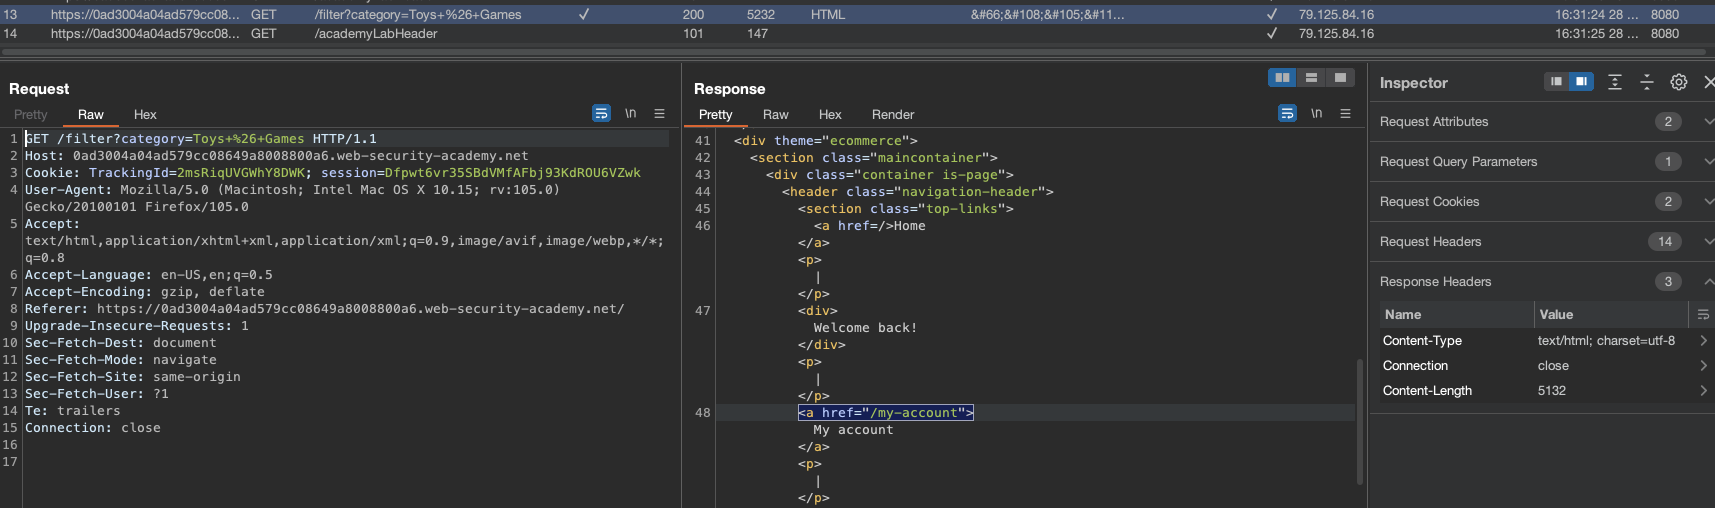 13 https://0ad3004a04ad579cc08... GET /filter?category=Toys+%26+Games ✓ 200 5232 HTML &#66;&#108;&#105;&#11... ✓ 79.125.84.16 16:31:24 28 ... 8080
14 https://0ad3004a04ad579cc08... GET /academyLabHeader 101 147 ✓ 79.125.84.16 16:31:25 28 ... 8080
Request
Pretty Raw Hex \n
1 GET /filter?category=Toys+%26+Games HTTP/1.1
2 Host: 0ad3004a04ad579cc08649a8008800a6.web-security-academy.net
3 Cookie: TrackingId=2msRiqUVGWhY8DWK; session=Dfpwt6vr35SBdVMfAFbj93KdROU6VZwk
4 User-Agent: Mozilla/5.0 (Macintosh; Intel Mac OS X 10.15; rv:105.0)
Gecko/20100101 Firefox/105.0
5 Accept:
text/html,application/xhtml+xml,application/xml;q=0.9,image/avif,image/webp,*/*;
q=0.8
6 Accept-Language: en-US,en;q=0.5
7 Accept-Encoding: gzip, deflate
8 Referer: https://0ad3004a04ad579cc08649a8008800a6.web-security-academy.net/
9 Upgrade-Insecure-Requests: 1
10 Sec-Fetch-Dest: document
11 Sec-Fetch-Mode: navigate
12 Sec-Fetch-Site: same-origin
13 Sec-Fetch-User: ?1
14 Te: trailers
15 Connection: close
16
17
Response
Pretty Raw Hex Render \n
41 <div theme="ecommerce">
42 <section class="maincontainer">
43 <div class="container is-page">
44 <header class="navigation-header">
45 <section class="top-links">
46 <a href=/>Home
</a>
<p>
|
</p>
47 <div>
Welcome back!
</div>
<p>
|
</p>
48 <a href="/my-account">
My account
</a>
<p>
|
</p>
Inspector
Request Attributes 2
Request Query Parameters 1
Request Cookies 2
Request Headers 14
Response Headers 3
Name Value
Content-Type text/html; charset=utf-8
Connection close
Content-Length 5132